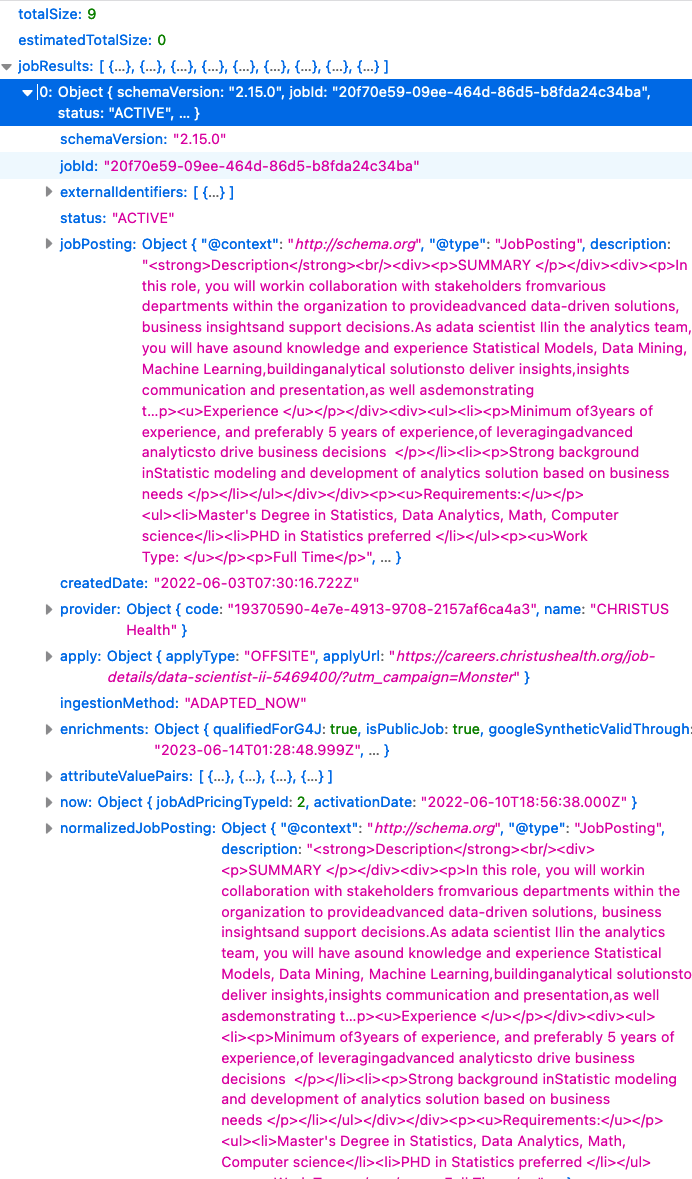 totalSize: 9
estimatedTotalSize: 0
jobResults: [ {…}, {…}, {…}, {…}, {…}, {…}, {…}, {…}, {…} ]
0: Object { schemaVersion: "2.15.0", jobId: "20f70e59-09ee-464d-86d5-b8fda24c34ba",
status: "ACTIVE", … }
schemaVersion: "2.15.0"
jobId: "20f70e59-09ee-464d-86d5-b8fda24c34ba"
externalIdentifiers: [ {…} ]
status: "ACTIVE"
jobPosting: Object { "@context": "http://schema.org", "@type": "JobPosting", description:
"<strong>Description</strong><br/><div><p>SUMMARY </p></div><div><p>In
this role, you will workin collaboration with stakeholders fromvarious
departments within the organization to provideadvanced data-driven solutions,
business insightsand support decisions.As adata scientist IIin the analytics team,
you will have asound knowledge and experience Statistical Models, Data Mining,
Machine Learning,buildinganalytical solutionsto deliver insights,insights
communication and presentation,as well asdemonstrating
t…p><u>Experience </u></p></div><div><ul><li><p>Minimum of3years of
experience, and preferably 5 years of experience,of leveragingadvanced
analyticsto drive business decisions  </p></li><li><p>Strong background
inStatistic modeling and development of analytics solution based on business
needs </p></li></ul></div></div><p><u>Requirements:</u></p>
<ul><li>Master's Degree in Statistics, Data Analytics, Math, Computer
science</li><li>PHD in Statistics preferred </li></ul><p><u>Work
Type: </u></p><p>Full Time</p>", … }
createdDate: "2022-06-03T07:30:16.722Z"
provider: Object { code: "19370590-4e7e-4913-9708-2157af6ca4a3", name: "CHRISTUS
Health" }
apply: Object { applyType: "OFFSITE", applyUrl: "https://careers.christushealth.org/job-
details/data-scientist-ii-5469400/?utm_campaign=Monster" }
ingestionMethod: "ADAPTED_NOW"
enrichments: Object { qualifiedForG4J: true, isPublicJob: true, googleSyntheticValidThrough:
"2023-06-14T01:28:48.999Z", … }
attributeValuePairs: [ {…}, {…}, {…}, {…} ]
now: Object { jobAdPricingTypeId: 2, activationDate: "2022-06-10T18:56:38.000Z" }
normalizedJobPosting: Object { "@context": "http://schema.org", "@type": "JobPosting",
description: "<strong>Description</strong><br/><div>
<p>SUMMARY </p></div><div><p>In this role, you will workin
collaboration with stakeholders fromvarious departments within the
organization to provideadvanced data-driven solutions, business
insightsand support decisions.As adata scientist IIin the analytics
team, you will have asound knowledge and experience Statistical
Models, Data Mining, Machine Learning,buildinganalytical solutionsto
deliver insights,insights communication and presentation,as well
asdemonstrating t…p><u>Experience </u></p></div><div><ul>
<li><p>Minimum of3years of experience, and preferably 5 years of
experience,of leveragingadvanced analyticsto drive business
decisions  </p></li><li><p>Strong background inStatistic modeling
and development of analytics solution based on business
needs </p></li></ul></div></div><p><u>Requirements:</u></p>
<ul><li>Master's Degree in Statistics, Data Analytics, Math,
Computer science</li><li>PHD in Statistics preferred </li></ul>